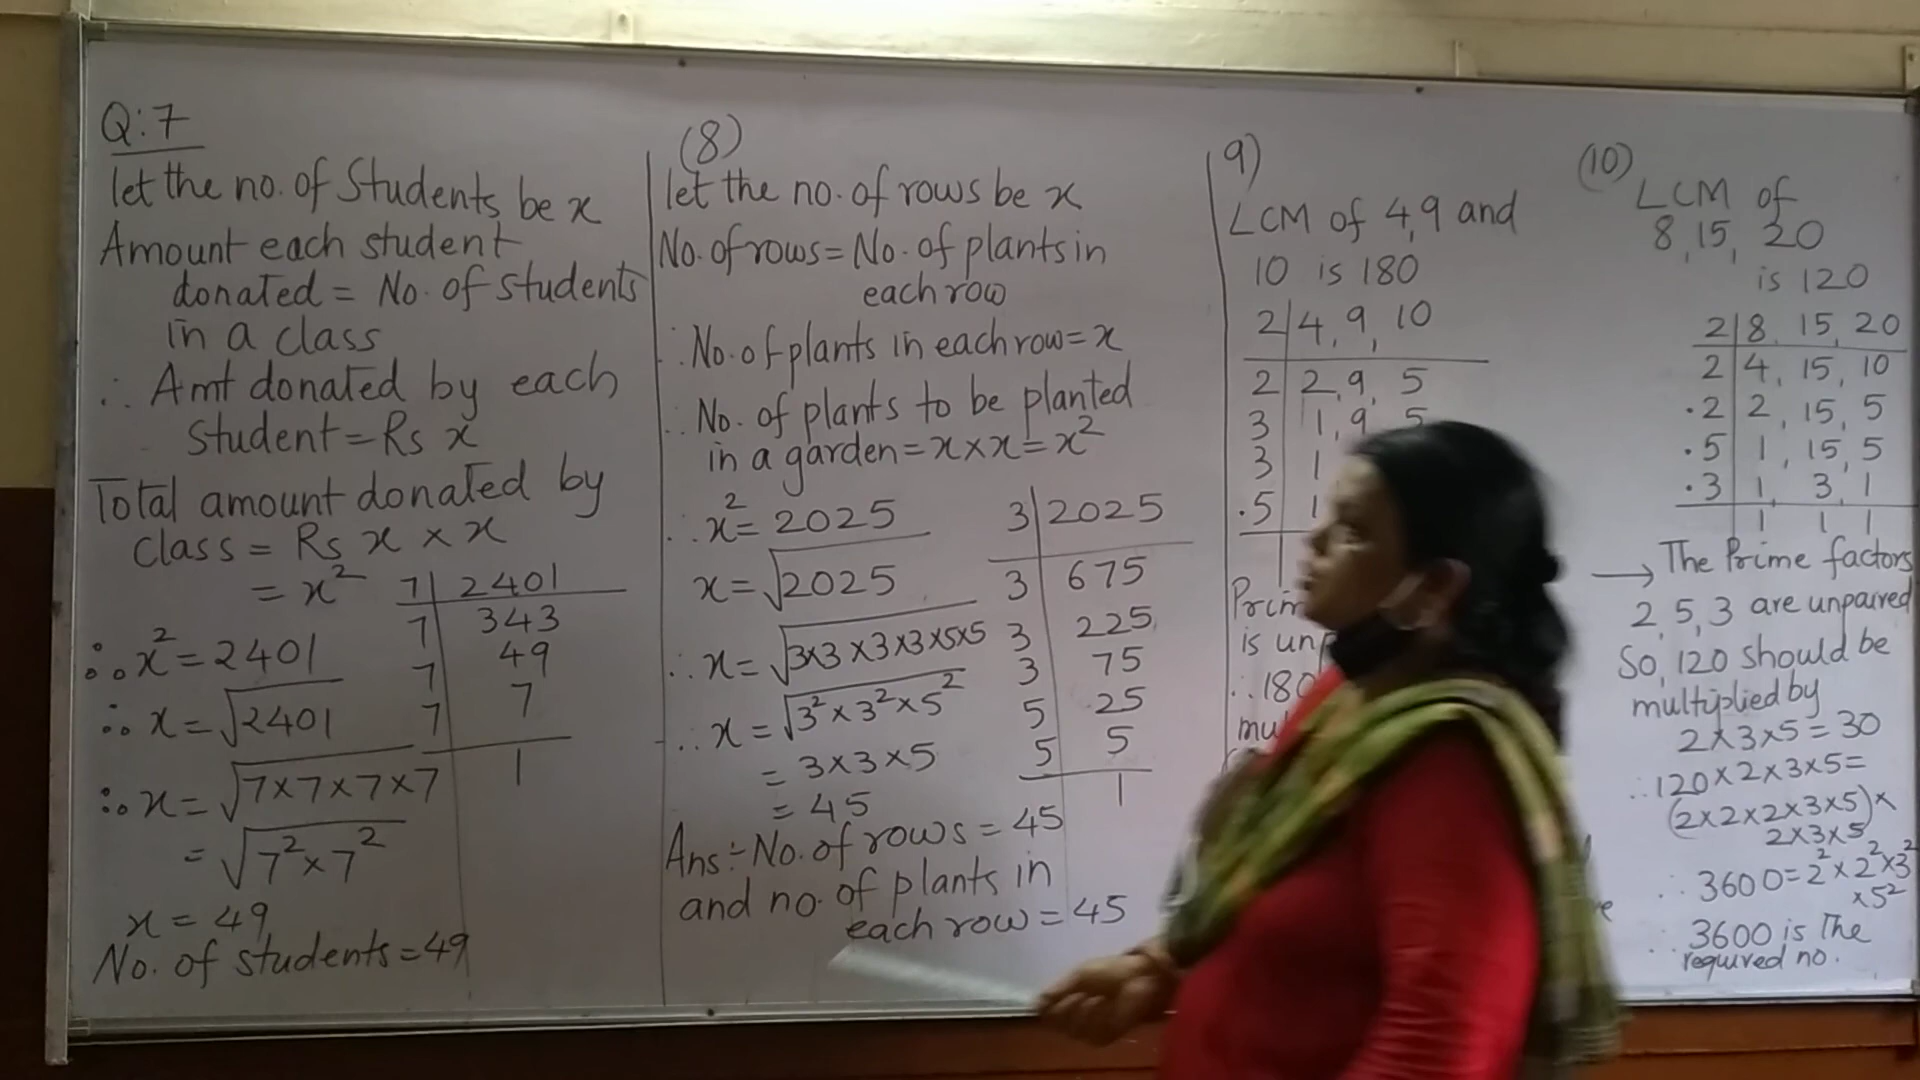 Q:7
let the no. of Students be x
Amount each student
donated = No. of students
in a class
∴ Amt donated by each
Student = Rs x
Total amount donated by
class = Rs x × x
= x²
7 | 2401
7 | 343
7 | 49
7 | 7
1
∴ x² = 2401
∴ x = √2401
∴ x = √7×7×7×7
= √7²×7²
x = 49
No. of students = 49
(8)
let the no. of rows be x
No. of rows = No. of plants in
each row
∴ No. of plants in each row = x
∴ No. of plants to be planted
in a garden = x × x = x²
∴ x² = 2025
x = √2025
∴ x = √3×3×3×3×5×5
∴ x = √3²×3²×5²
= 3×3×5
= 45
3 | 2025
3 | 675
3 | 225
3 | 75
5 | 25
5 | 5
1
Ans:- No. of rows = 45
and no. of plants in
each row = 45
9)
LCM of 4, 9 and
10 is 180
2 | 4, 9, 10
2 | 2, 9, 5
3 | 1, 9, 5
3 | 1
5 | 1
is
∴ 180
(10)
LCM of
8, 15, 20
is 120
2 | 8, 15, 20
2 | 4, 15, 10
2 | 2, 15, 5
5 | 1, 15, 5
3 | 1, 3, 1
1 1 1
→ The Prime factors
2, 5, 3 are unpaired
So, 120 should be
multiplied by
2×3×5 = 30
∴ 120×2×3×5 =
(2×2×2×3×5)×
2×3×5
∴ 3600 = 2²×2²×3²
×5²
∴ 3600 is The
required no.